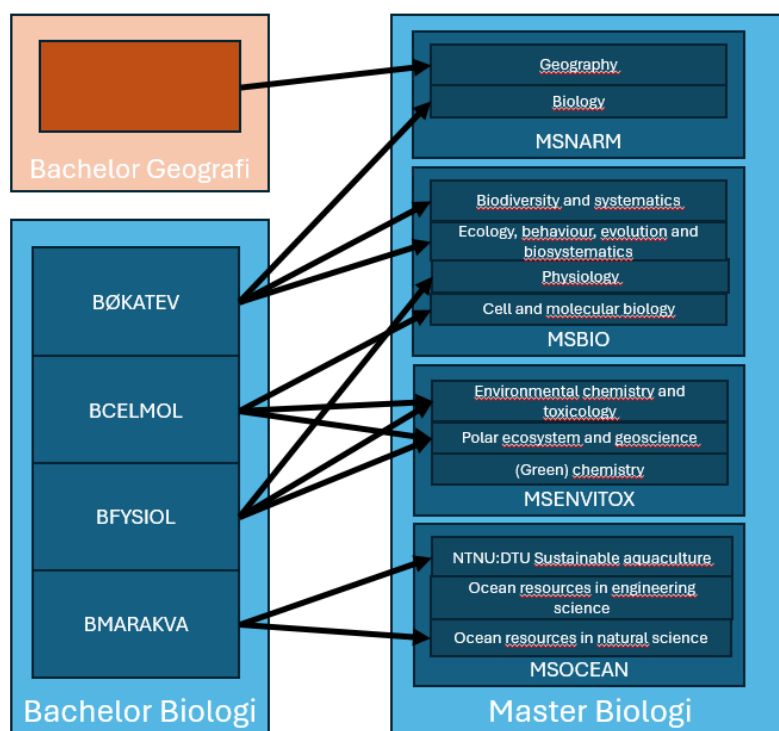 Bachelor Geografi
BØKATEV
BCELMOL
BFYSIOL
BMARAKVA
Bachelor Biologi
Geography
Biology
MSNARM
Biodiversity and systematics
Ecology, behaviour, evolution and
biosystematics
Physiology
Cell and molecular biology
MSBIO
Environmental chemistry and
toxicology
Polar ecosystem and geoscience
(Green) chemistry
MSENVITOX
NTNU:DTU Sustainable aquaculture
Ocean resources in engineering
science
Ocean resources in natural science
MSOCEAN
Master Biologi